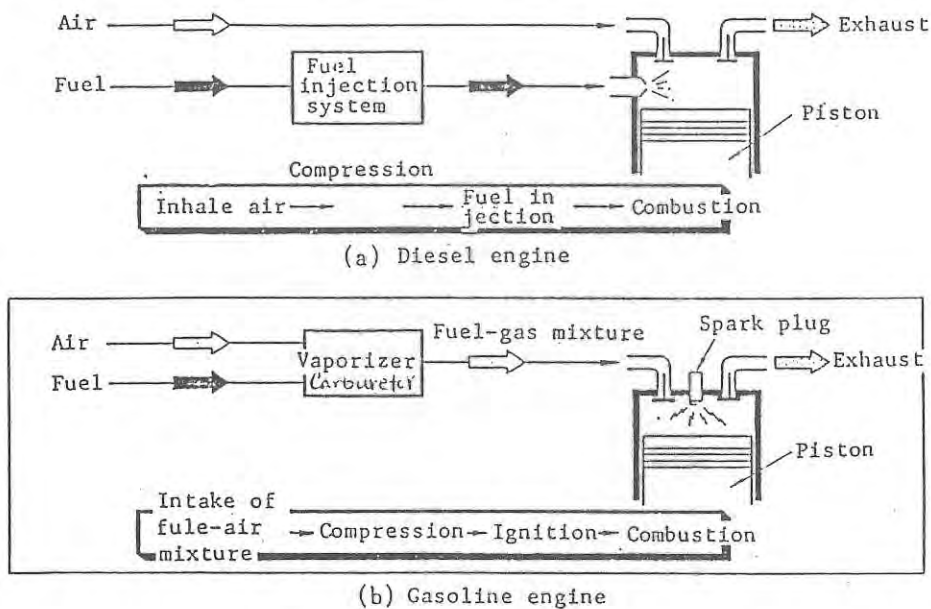 Air
Exhaust
Fuel
Fuel
injection
system
Piston
Compression
Inhale air
Fuel in
jection
Combustion
(a) Diesel engine
Air
Fuel
Vaporizer
Carburetor
Fuel-gas mixture
Spark plug
Exhaust
Piston
Intake of
fule-air
mixture
Compression
Ignition
Combustion
(b) Gasoline engine